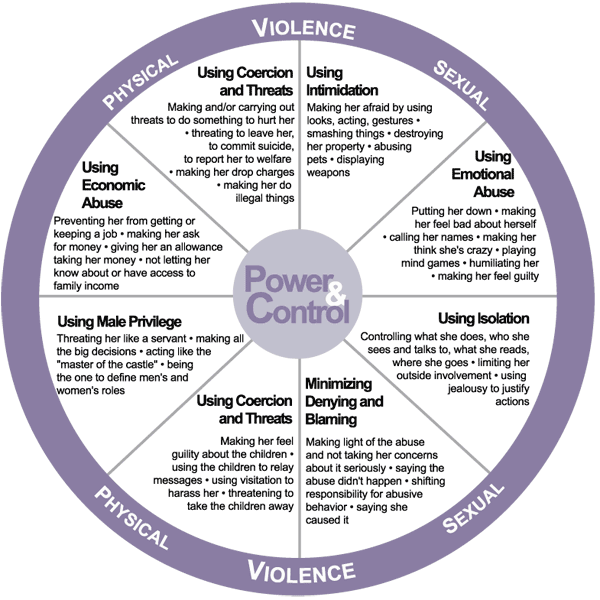 VIOLENCE
PHYSICAL
SEXUAL
Using Coercion
and Threats
Making and/or carrying out
threats to do something to hurt her
• threating to leave her,
to commit suicide,
to report her to welfare
• making her drop charges
• making her do
illegal things
Using
Intimidation
Making her afraid by using
looks, acting, gestures •
smashing things • destroying
her property • abusing
pets • displaying
weapons
Using
Emotional
Abuse
Putting her down • making
her feel bad about herself
• calling her names • making her
think she's crazy • playing
mind games • humiliating her
• making her feel guilty
Using Isolation
Controlling what she does, who she
sees and talks to, what she reads,
where she goes • limiting her
outside involvement • using
jealousy to justify
actions
Minimizing
Denying and
Blaming
Making light of the abuse
and not taking her concerns
about it seriously • saying the
abuse didn't happen • shifting
responsibility for abusive
behavior • saying she
caused it
Using Coercion
and Threats
Making her feel
guility about the children •
using the children to relay
messages • using visitation to
harass her • threatening to
take the children away
Using Male Privilege
Threating her like a servant • making all
the big decisions • acting like the
"master of the castle" • being
the one to define men's and
women's roles
Using
Economic
Abuse
Preventing her from getting or
keeping a job • making her ask
for money • giving her an allowance
taking her money • not letting her
know about or have access to
family income
Power
&
Control
PHYSICAL
VIOLENCE
SEXUAL